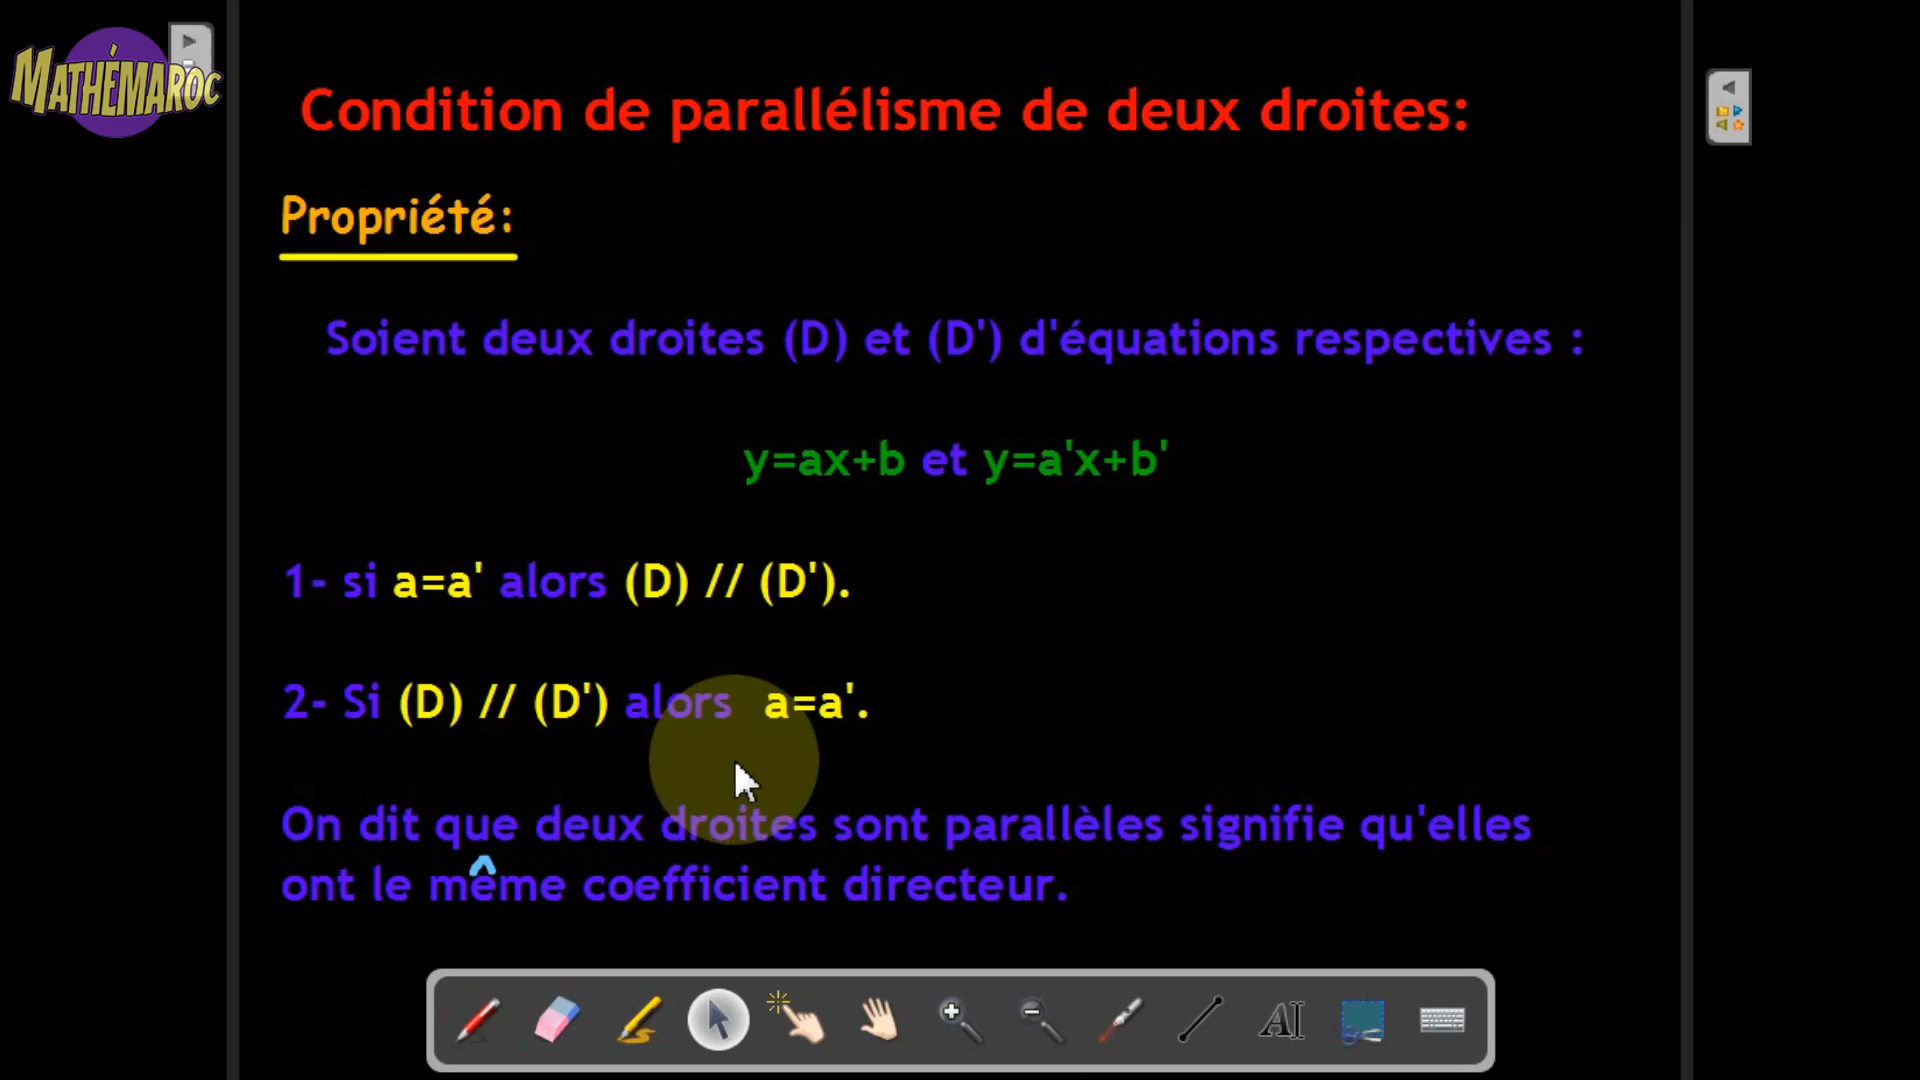 MATHÉMAROC
Condition de parallélisme de deux droites:
Propriété:
Soient deux droites (D) et (D') d'équations respectives :
y=ax+b et y=a'x+b'
1- si a=a' alors (D) // (D').
2- Si (D) // (D') alors a=a'.
On dit que deux droites sont parallèles signifie qu'elles
ont le même coefficient directeur.
AI